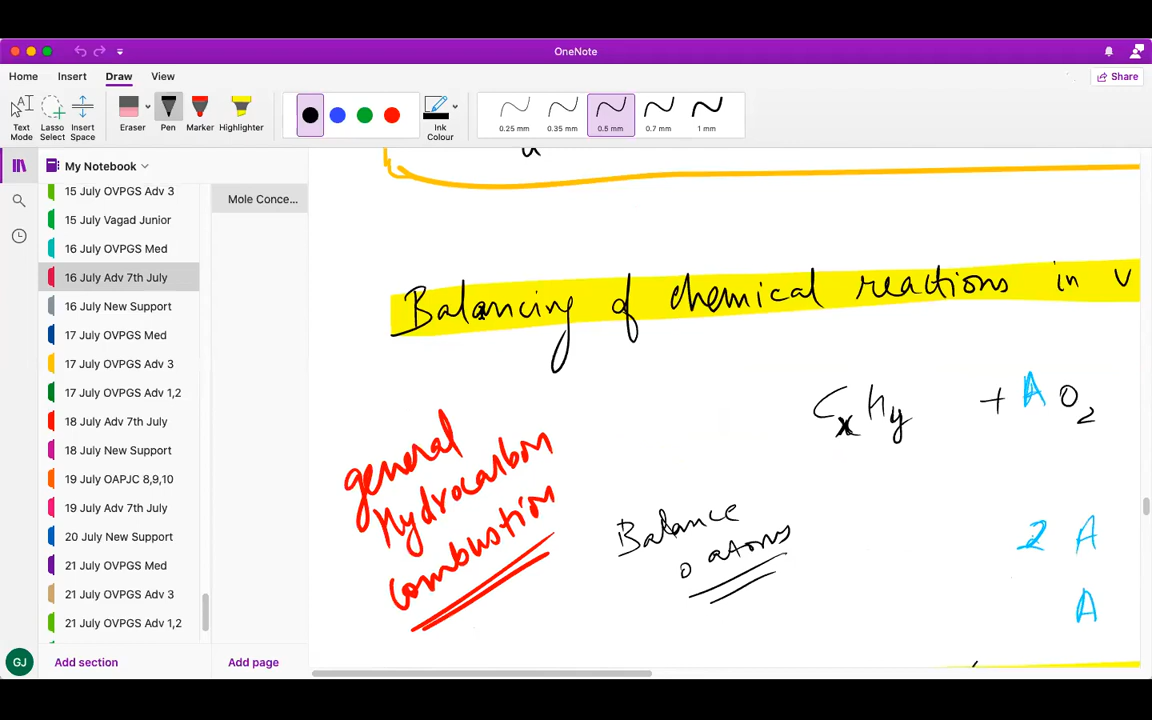 OneNote
Home Insert Draw View
Share
Text Mode
Lasso Select
Insert Space
Eraser
Pen
Marker
Highlighter
Ink Colour
0.25 mm
0.35 mm
0.5 mm
0.7 mm
1 mm
My Notebook
15 July OVPGS Adv 3
15 July Vagad Junior
16 July OVPGS Med
16 July Adv 7th July
16 July New Support
17 July OVPGS Med
17 July OVPGS Adv 3
17 July OVPGS Adv 1,2
18 July Adv 7th July
18 July New Support
19 July OAPJC 8,9,10
19 July Adv 7th July
20 July New Support
21 July OVPGS Med
21 July OVPGS Adv 3
21 July OVPGS Adv 1,2
GJ
Add section
Mole Conce...
Add page
Balancing of chemical reactions in v
CxHy + A O2
general
Hydrocarbon
combustion
Balance
O atoms
2 A
A